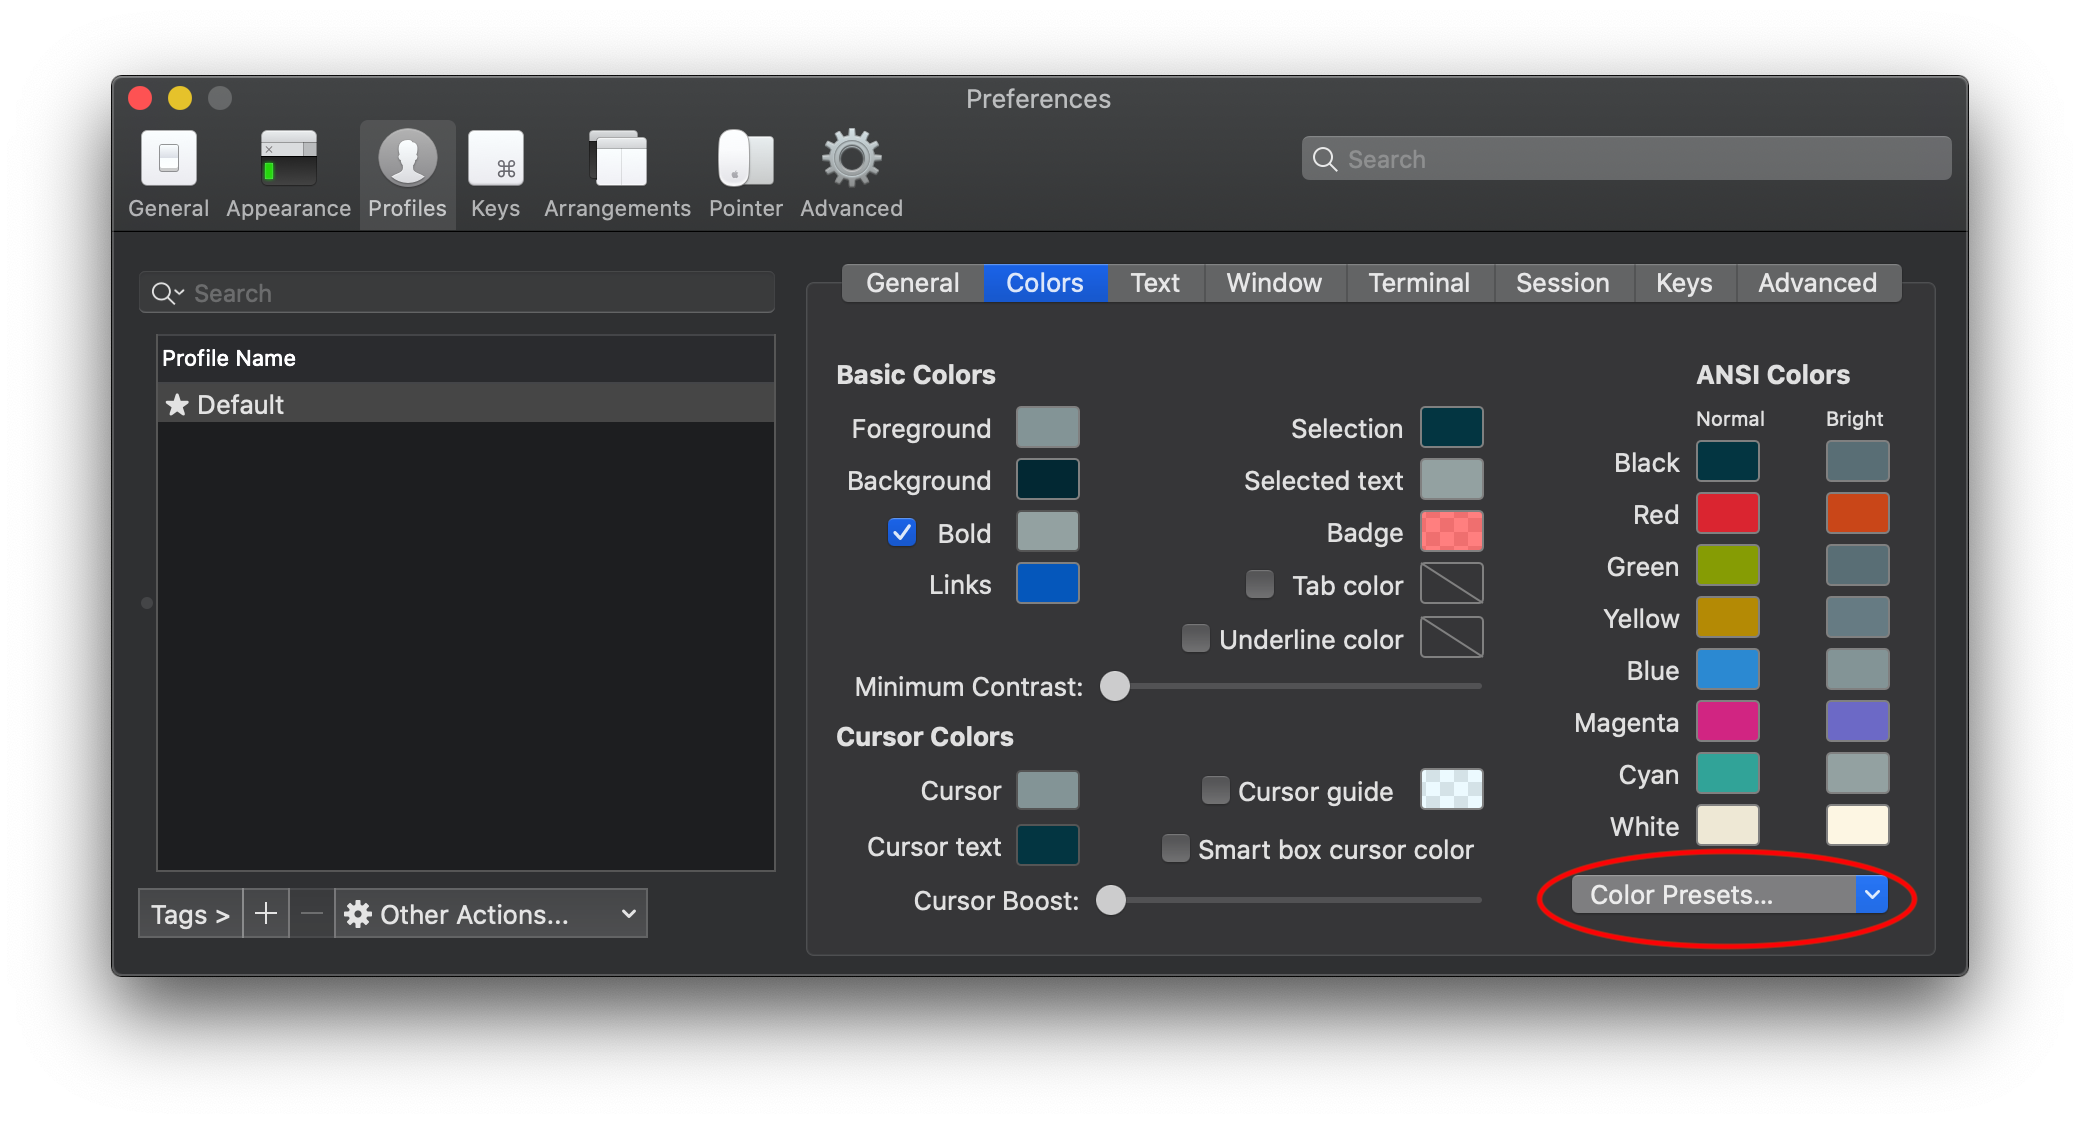 Preferences
General Appearance Profiles Keys Arrangements Pointer Advanced
Search
Search
Profile Name
Default
Tags >
Other Actions...
General Colors Text Window Terminal Session Keys Advanced
Basic Colors
Foreground
Background
Bold
Links
Selection
Selected text
Badge
Tab color
Underline color
Minimum Contrast:
Cursor Colors
Cursor
Cursor text
Cursor guide
Smart box cursor color
Cursor Boost:
ANSI Colors
Normal Bright
Black
Red
Green
Yellow
Blue
Magenta
Cyan
White
Color Presets...